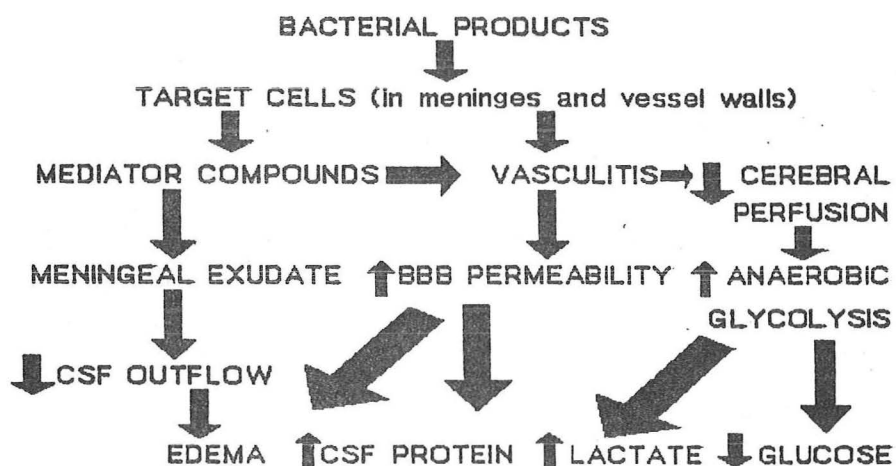 BACTERIAL PRODUCTS
TARGET CELLS (in meninges and vessel walls)
MEDIATOR COMPOUNDS VASCULITIS CEREBRAL
PERFUSION
MENINGEAL EXUDATE BBB PERMEABILITY ANAEROBIC
GLYCOLYSIS
CSF OUTFLOW
EDEMA CSF PROTEIN LACTATE GLUCOSE